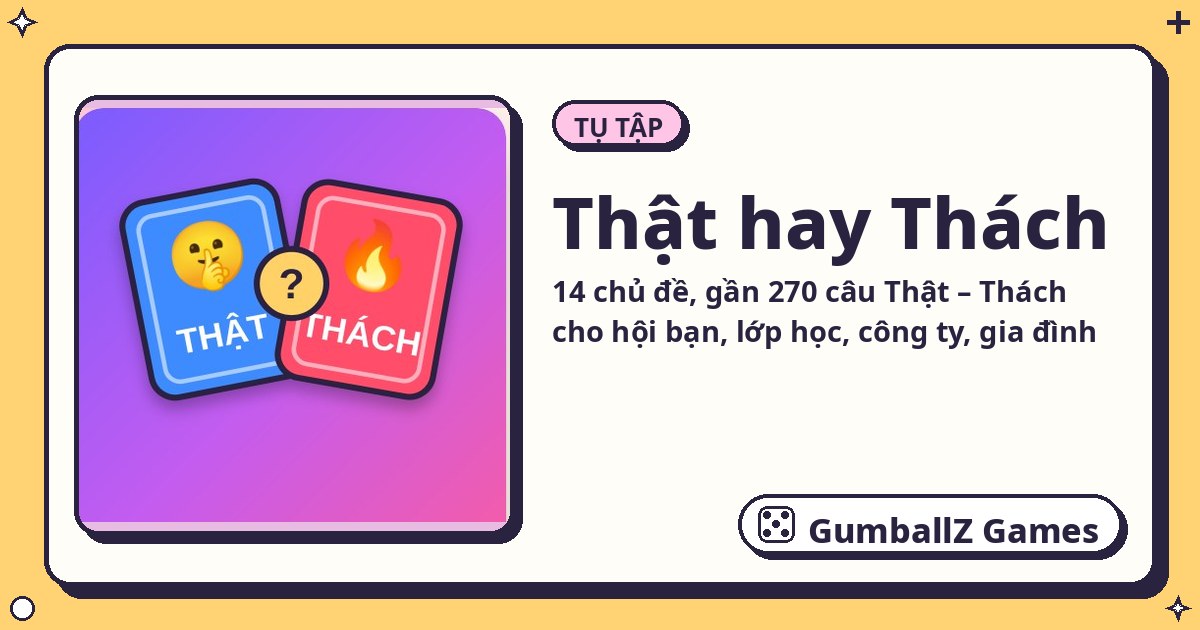 THẬT
?
THÁCH
TỤ TẬP
Thật hay Thách
14 chủ đề, gần 270 câu Thật – Thách
cho hội bạn, lớp học, công ty, gia đình
GumballZ Games